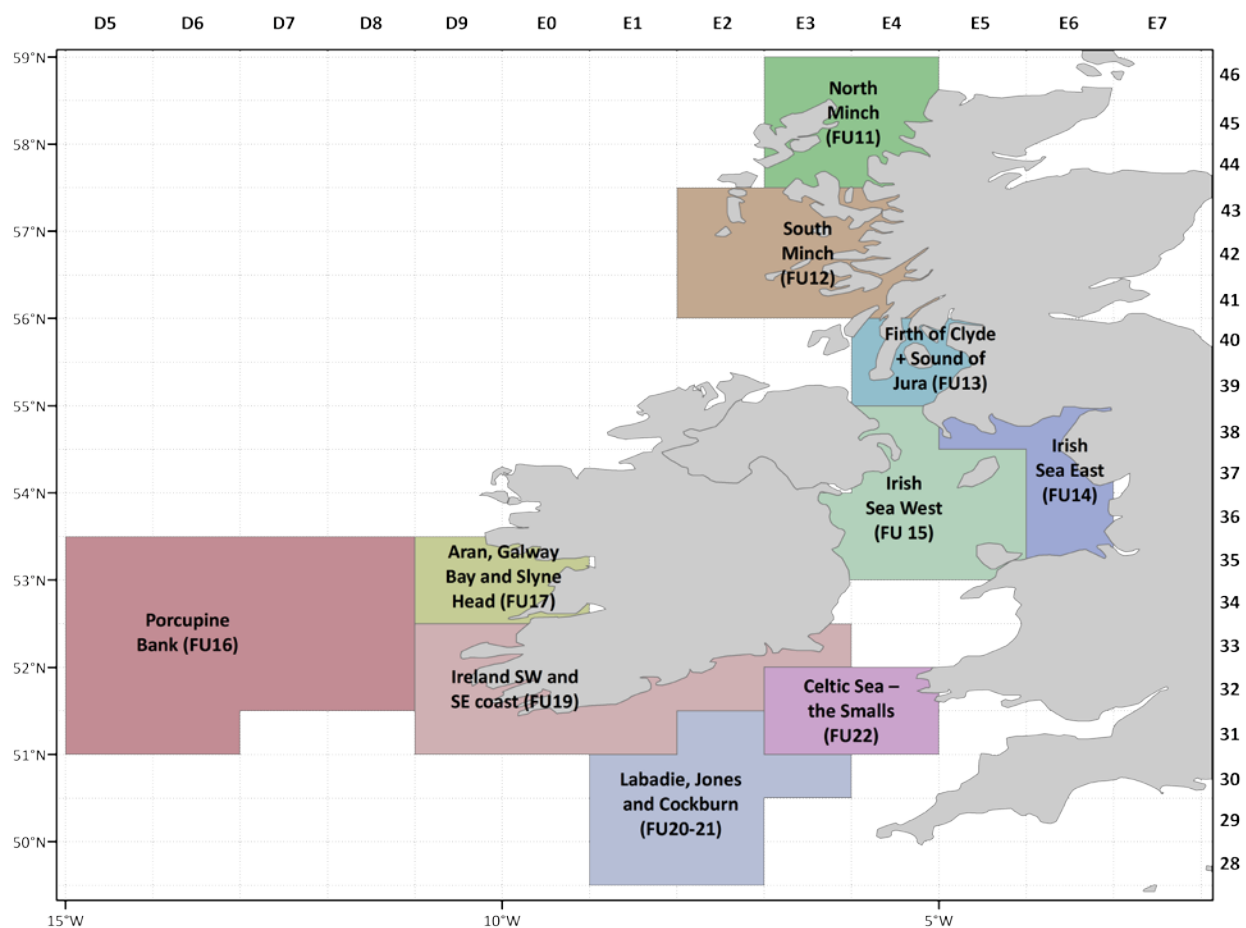 D5 D6 D7 D8 D9 E0 E1 E2 E3 E4 E5 E6 E7
59°N
58°N
57°N
56°N
55°N
54°N
53°N
52°N
51°N
50°N
46
45
44
43
42
41
40
39
38
37
36
35
34
33
32
31
30
29
28
North
Minch
(FU11)
South
Minch
(FU12)
Firth of Clyde
+ Sound of
Jura (FU13)
Irish
Sea East
(FU14)
Irish
Sea West
(FU 15)
Aran, Galway
Bay and Slyne
Head (FU17)
Porcupine
Bank (FU16)
Ireland SW and
SE coast (FU19)
Celtic Sea –
the Smalls
(FU22)
Labadie, Jones
and Cockburn
(FU20-21)
15°W 10°W 5°W